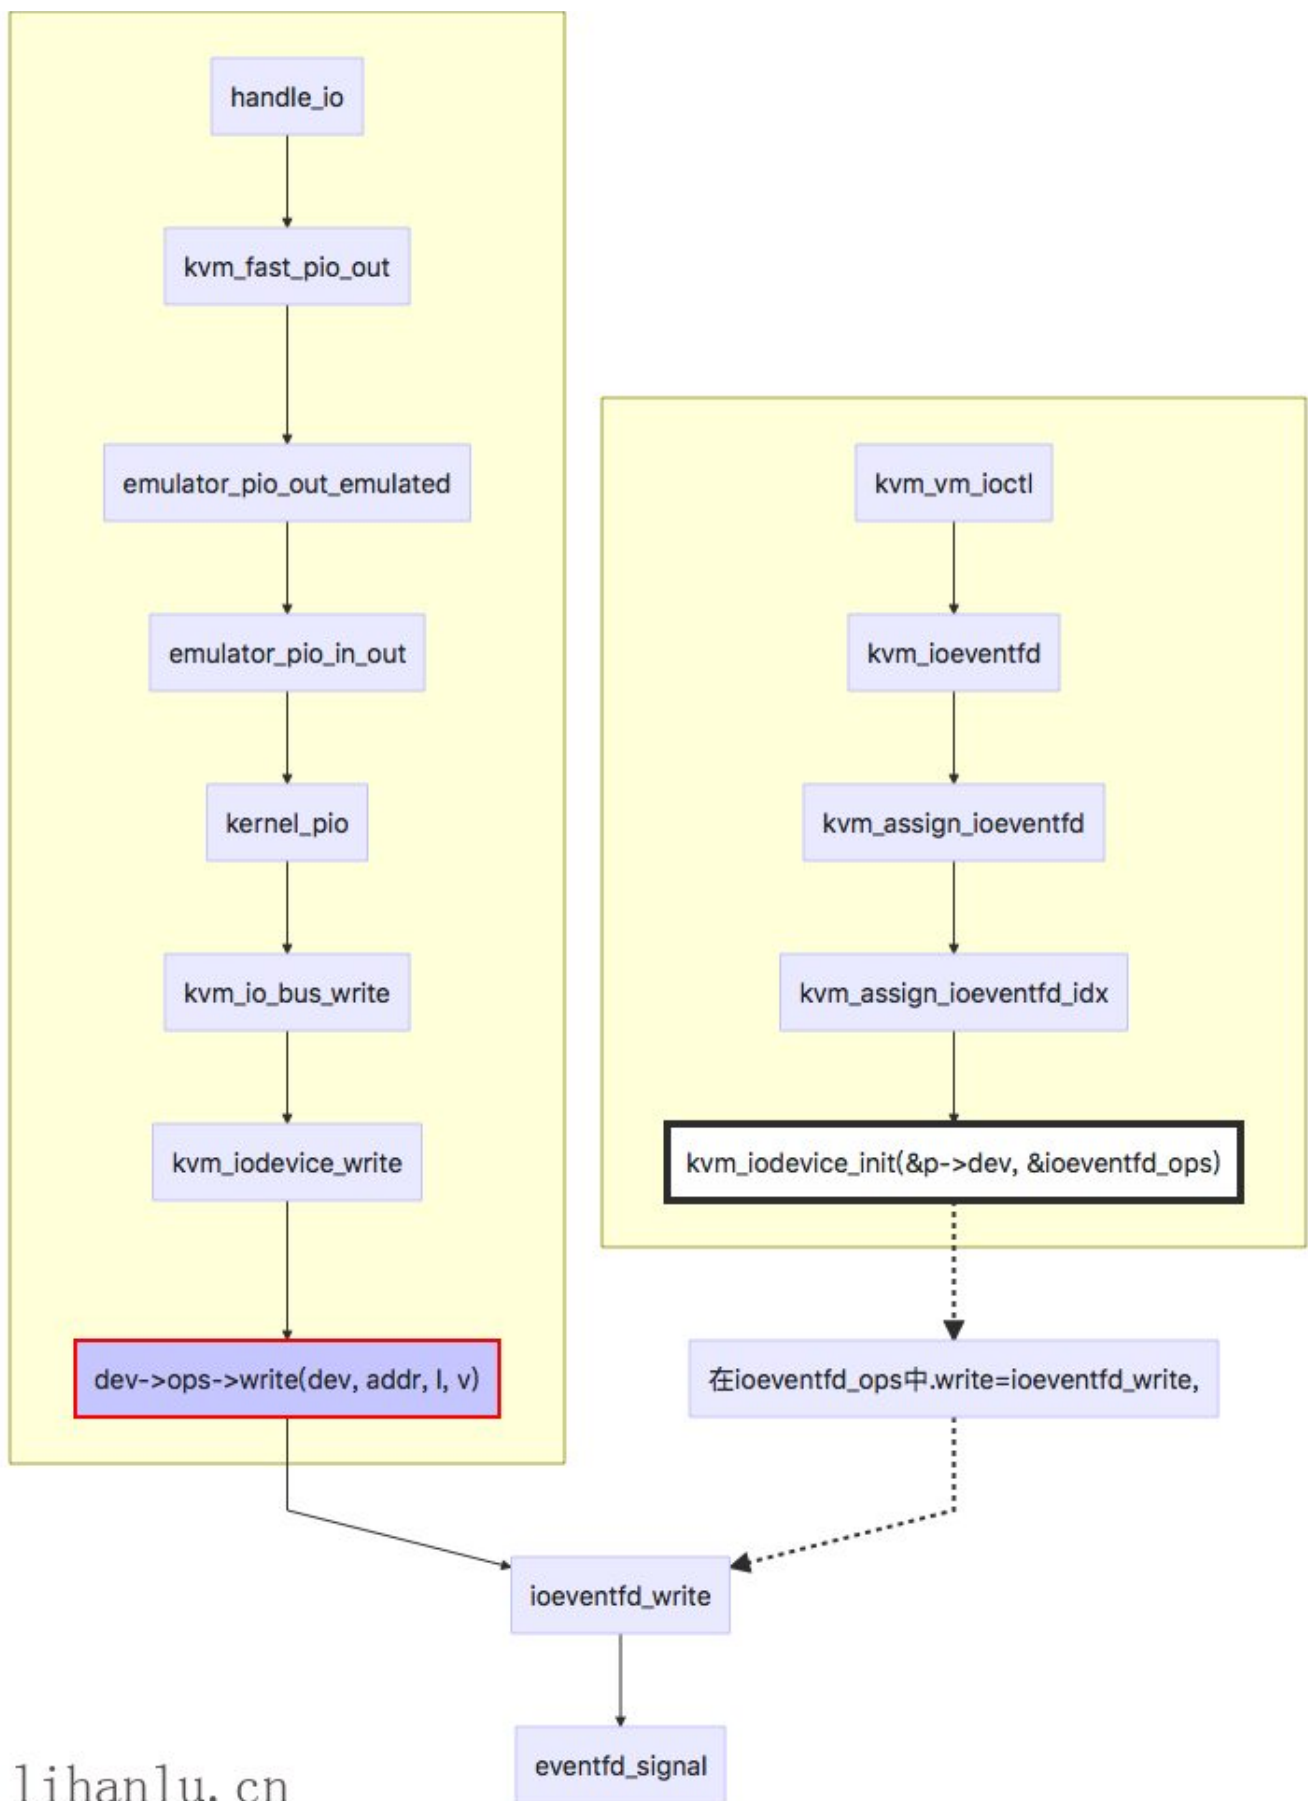 handle_io
kvm_fast_pio_out
emulator_pio_out_emulated
emulator_pio_in_out
kernel_pio
kvm_io_bus_write
kvm_iodevice_write
dev->ops->write(dev, addr, l, v)
kvm_vm_ioctl
kvm_ioeventfd
kvm_assign_ioeventfd
kvm_assign_ioeventfd_idx
kvm_iodevice_init(&p->dev, &ioeventfd_ops)
在ioeventfd_ops中.write=ioeventfd_write,
ioeventfd_write
eventfd_signal
lihanlu.cn